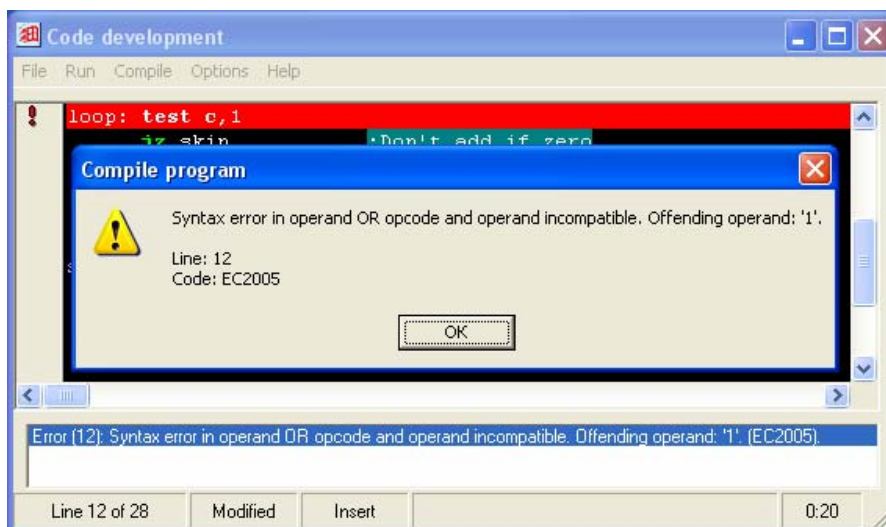 Code development
File Run Compile Options Help
loop: test c,1
jz skip ;Don't add if zero
Compile program
Syntax error in operand OR opcode and operand incompatible. Offending operand: '1'.
Line: 12
Code: EC2005
OK
Error (12): Syntax error in operand OR opcode and operand incompatible. Offending operand: '1'. (EC2005).
Line 12 of 28 Modified Insert 0:20